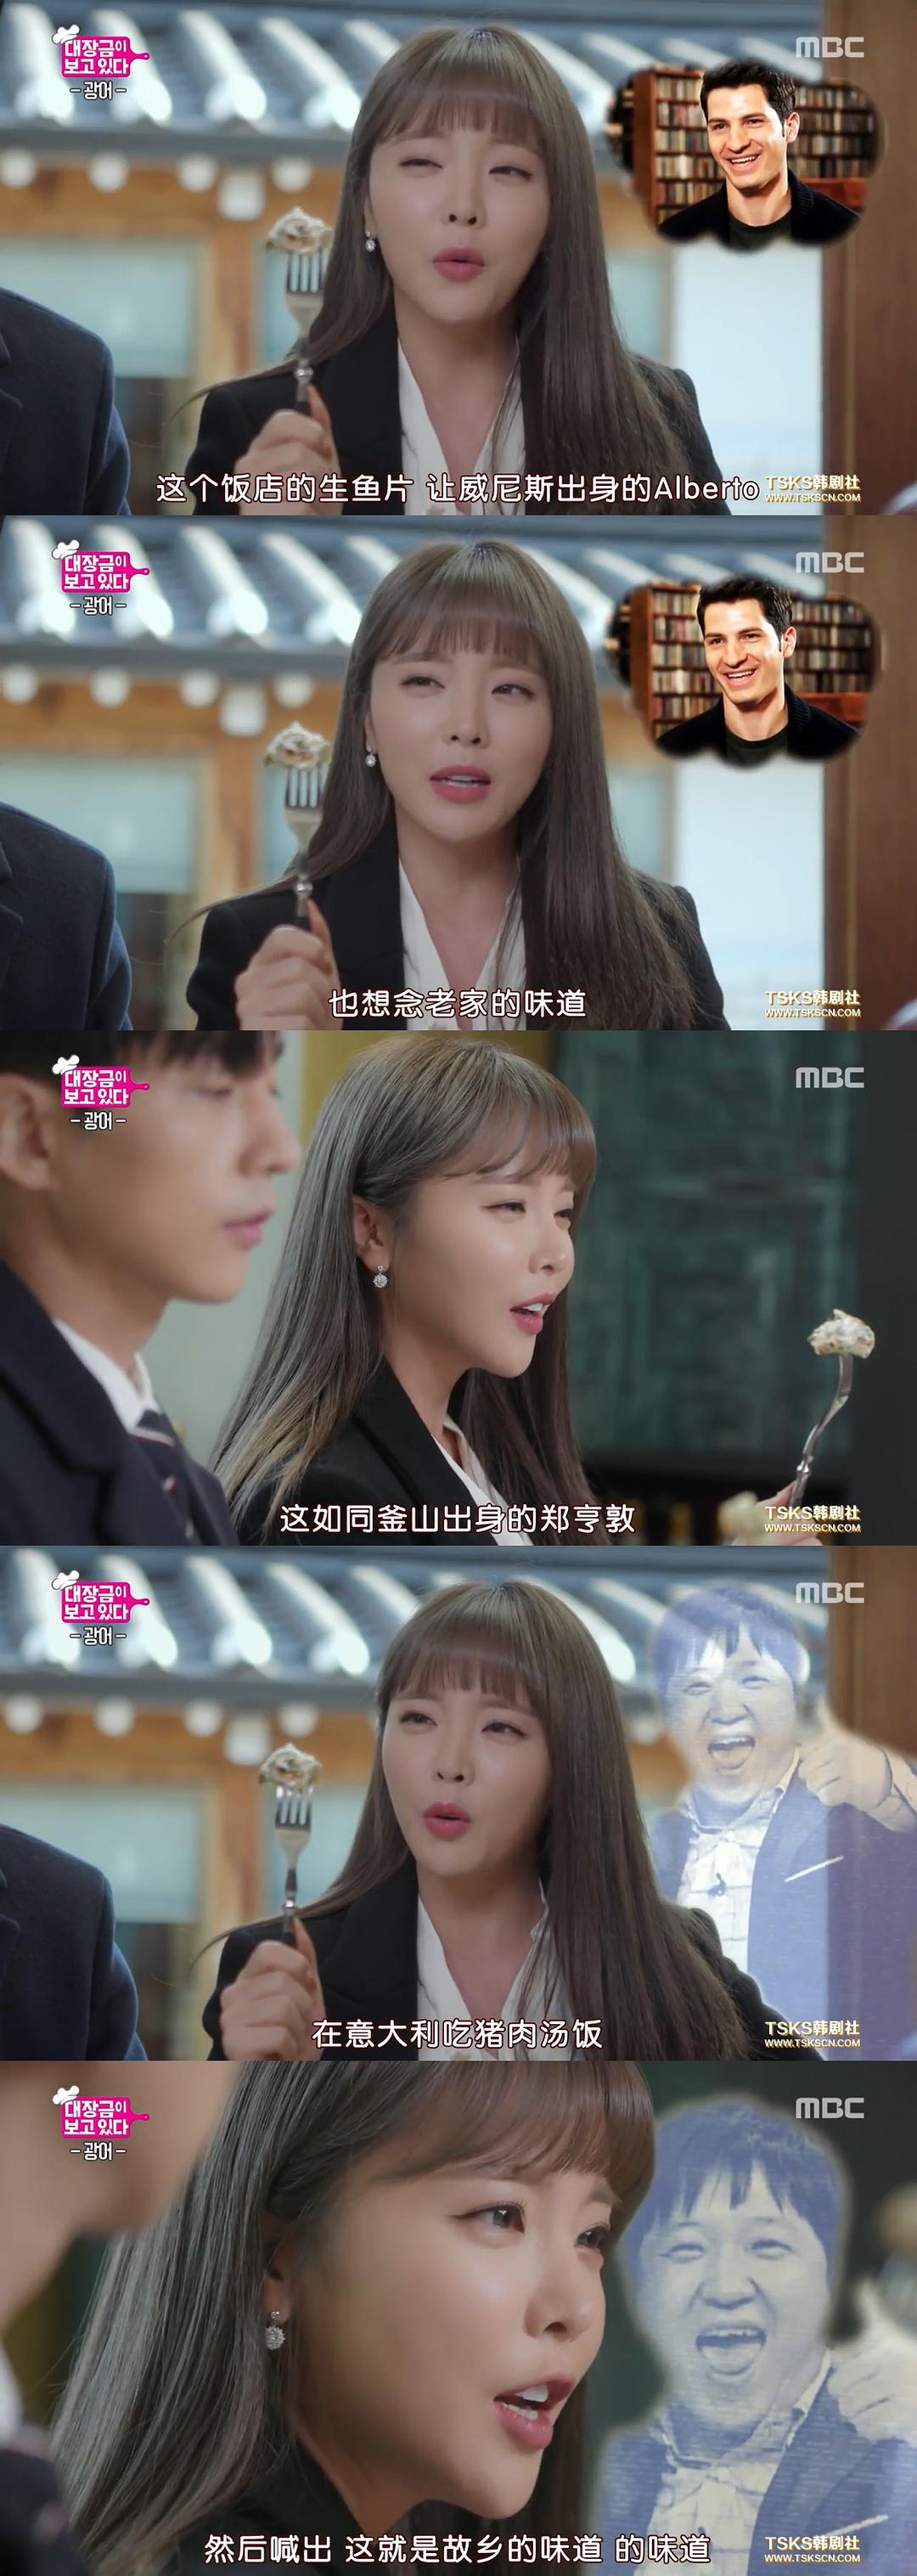 대장금이
보고 있다
- 광어 -
MBC
这个饭店的生鱼片 让威尼斯出身的Alberto
TSKS韩剧社
WWW.TSKSCN.COM
대장금이
보고 있다
- 광어 -
MBC
也想念老家的味道
TSKS韩剧社
WWW.TSKSCN.COM
대장금이
보고 있다
- 광어 -
MBC
这如同釜山出身的郑亨敦
TSKS韩剧社
WWW.TSKSCN.COM
대장금이
보고 있다
- 광어 -
MBC
在意大利吃猪肉汤饭
TSKS韩剧社
WWW.TSKSCN.COM
대장금이
보고 있다
- 광어 -
MBC
然后喊出 这就是故乡的味道 的味道
TSKS韩剧社
WWW.TSKSCN.COM